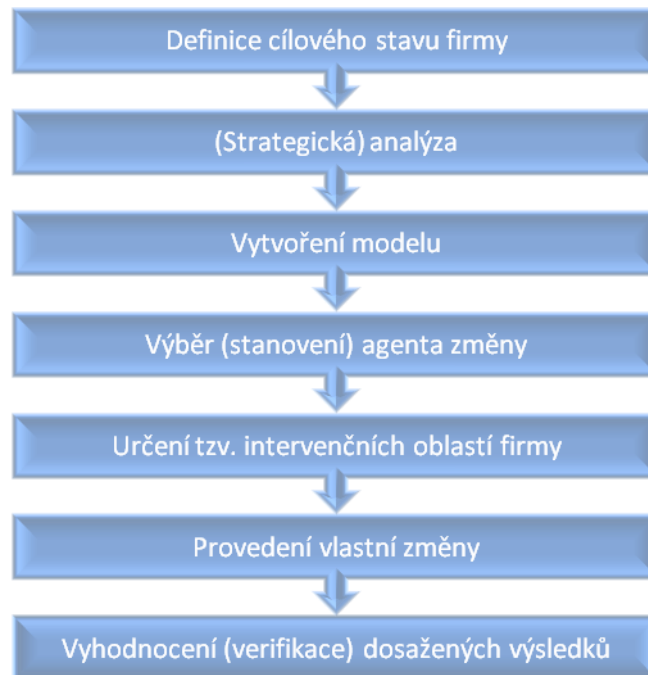 Definice cílového stavu firmy
(Strategická) analýza
Vytvoření modelu
Výběr (stanovení) agenta změny
Určení tzv. intervenčních oblastí firmy
Provedení vlastní změny
Vyhodnocení (verifikace) dosažených výsledků